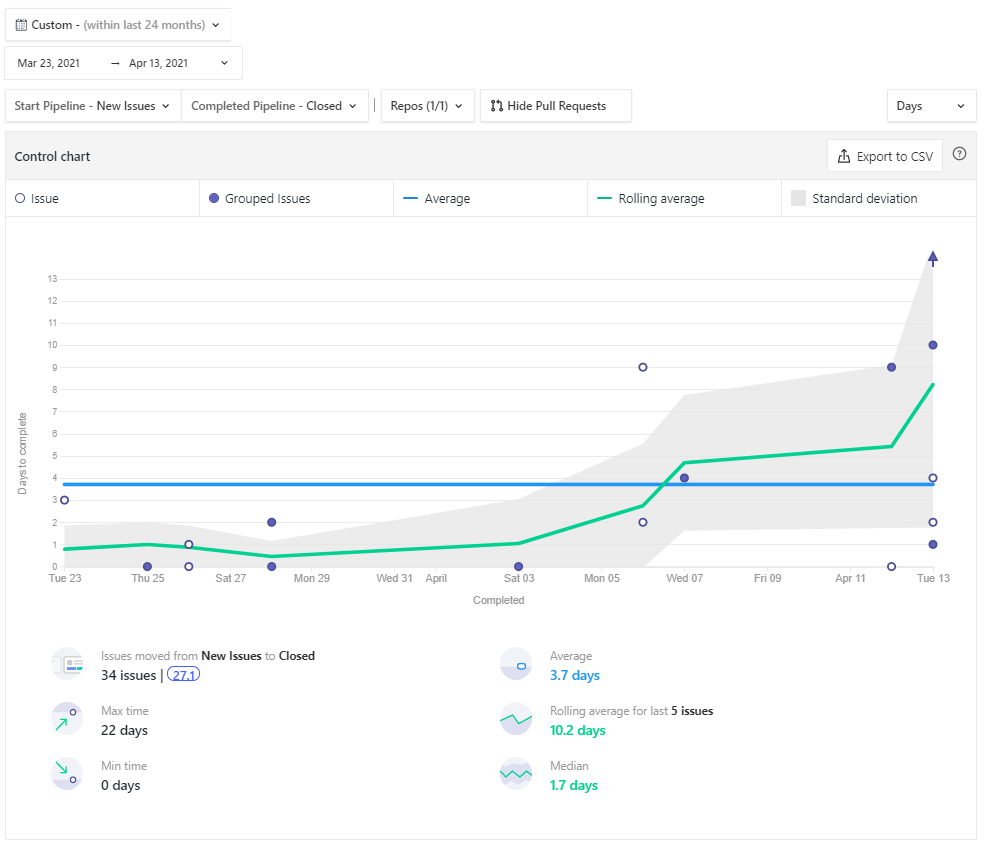 Custom - (within last 24 months)
Mar 23, 2021 → Apr 13, 2021
Start Pipeline - New Issues Completed Pipeline - Closed | Repos (1/1) Hide Pull Requests Days
Control chart Export to CSV ?
Issue Grouped Issues Average Rolling average Standard deviation
13
12
11
10
9
8
7
6
5
4
3
2
1
0
Days to complete
Tue 23 Thu 25 Sat 27 Mon 29 Wed 31 April Sat 03 Mon 05 Wed 07 Fri 09 Apr 11 Tue 13
Completed
Issues moved from New Issues to Closed
34 issues | 27.1
Average
3.7 days
Max time
22 days
Rolling average for last 5 issues
10.2 days
Min time
0 days
Median
1.7 days